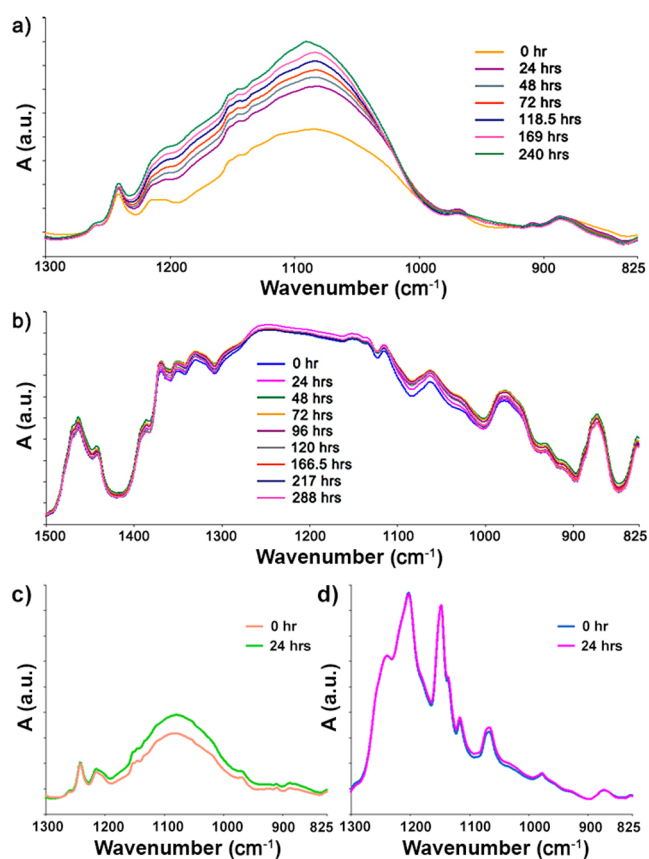 a)
A (a.u.)
0 hr
24 hrs
48 hrs
72 hrs
118.5 hrs
169 hrs
240 hrs
1300 1200 1100 1000 900 825
Wavenumber (cm-1)
b)
A (a.u.)
0 hr
24 hrs
48 hrs
72 hrs
96 hrs
120 hrs
166.5 hrs
217 hrs
288 hrs
1500 1400 1300 1200 1100 1000 900 825
Wavenumber (cm-1)
c)
A (a.u.)
0 hr
24 hrs
1300 1200 1100 1000 900 825
Wavenumber (cm-1)
d)
A (a.u.)
0 hr
24 hrs
1300 1200 1100 1000 900 825
Wavenumber (cm-1)